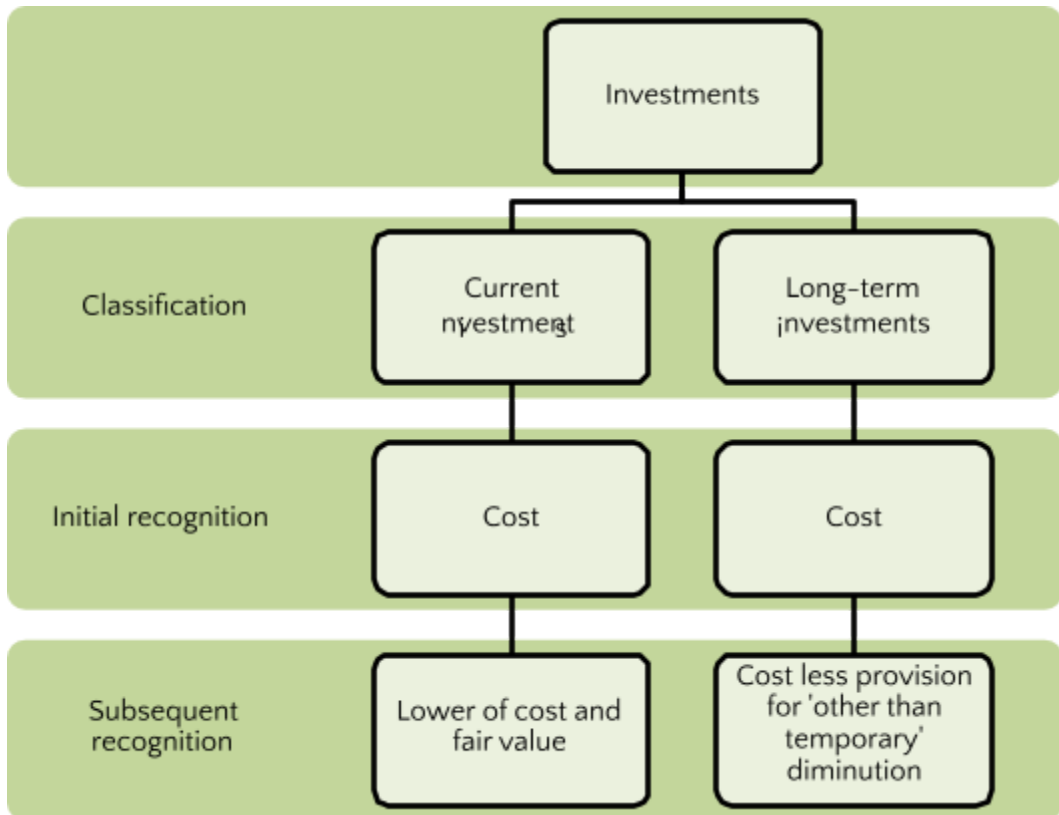 Investments
Classification
Current
investments
Long-term
investments
Initial recognition
Cost
Cost
Subsequent
recognition
Lower of cost and
fair value
Cost less provision
for 'other than
temporary'
diminution